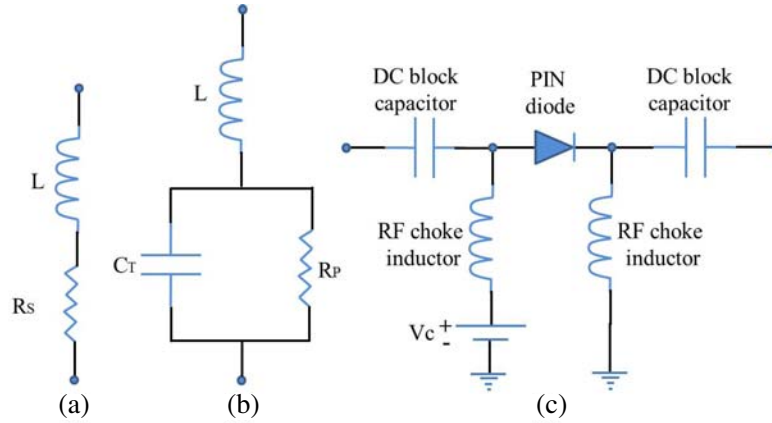 L
RS
(a)
L
CT
RP
(b)
DC block
capacitor
PIN
diode
DC block
capacitor
RF choke
inductor
RF choke
inductor
Vc
+
-
(c)